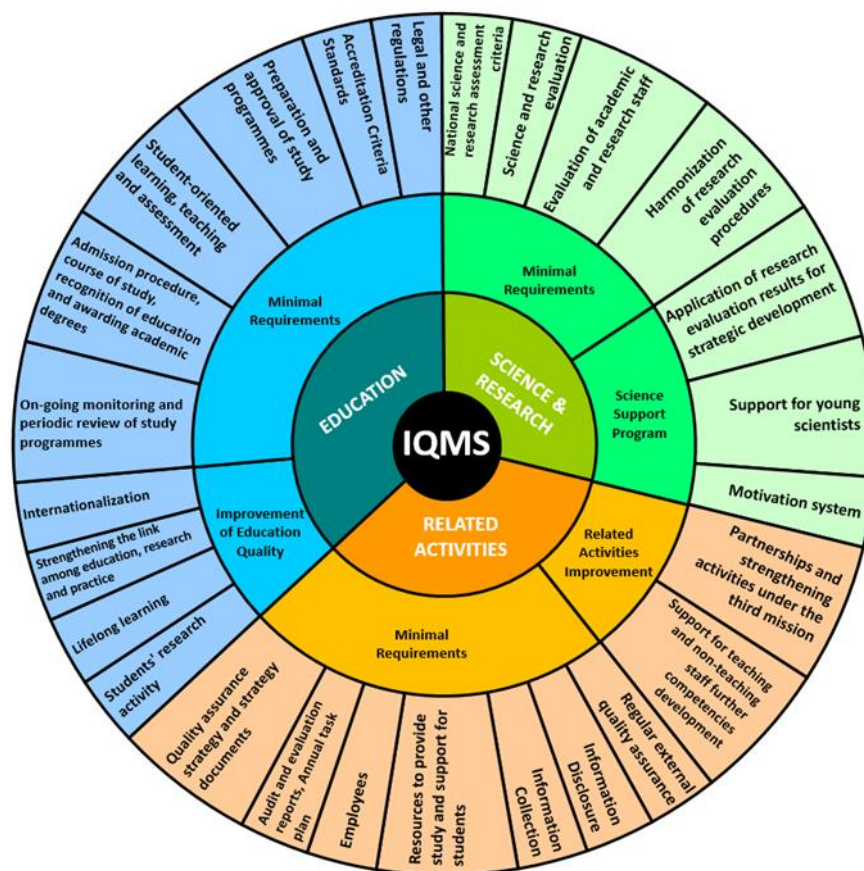 IQMS
EDUCATION
SCIENCE &
RESEARCH
RELATED
ACTIVITIES
Minimal
Requirements
Improvement
of Education
Quality
Minimal
Requirements
Science
Support
Program
Related
Activities
Improvement
Minimal
Requirements
Legal and other
regulations
Accreditation Criteria
Standards
Preparation and
approval of study
programmes
Student-oriented
learning, teaching
and assessment
Admission procedure,
course of study,
recognition of education
and awarding academic
degrees
On-going monitoring and
periodic review of study
programmes
Internationalization
Strengthening the link
among education, research
and practice
Lifelong learning
Students' research
activity
National science and
research assessment
criteria
Science and research
evaluation
Evaluation of academic
and research staff
Harmonization
of research
evaluation
procedures
Application of research
evaluation results for
strategic development
Support for young
scientists
Motivation system
Partnerships and
strengthening
activities under the
third mission
Support for teaching
and non-teaching
staff further
competencies
development
Regular external
quality assurance
Information
Disclosure
Information
Collection
Resources to provide
study and support for
students
Employees
Audit and evaluation
reports, Annual task
plan
Quality assurance
strategy and strategy
documents